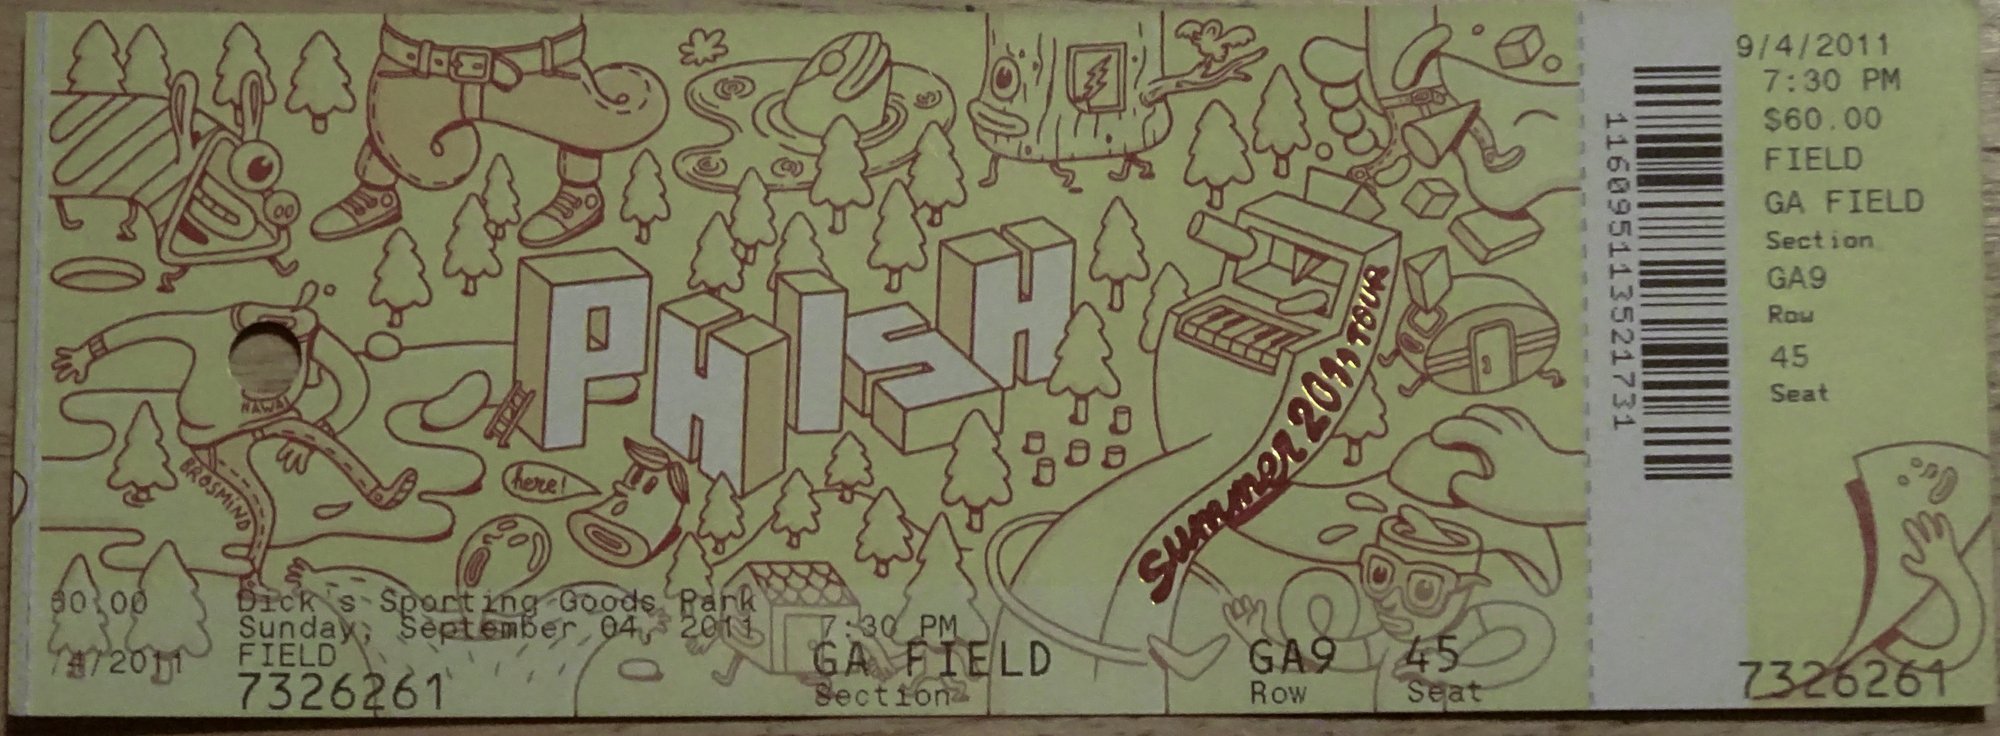 PHISH
SUMMER 2011 TOUR
here!
HAWAI
BROSMIND
60.00
Dick's Sporting Goods Park
Sunday, September 04, 2011
7:30 PM
/4/2011
FIELD
7326261
GA FIELD
Section
GA9
Row
45
Seat
11609511352l731
9/4/2011
7:30 PM
$60.00
FIELD
GA FIELD
Section
GA9
Row
45
Seat
7326261